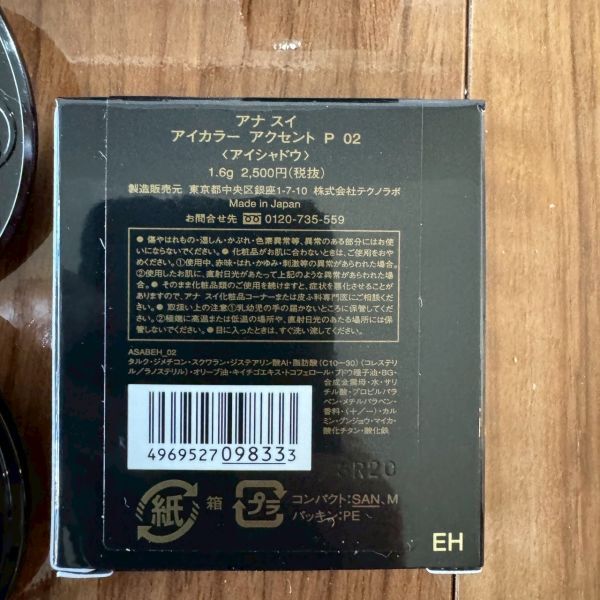 アナ スイ
アイカラー アクセント P 02
〈アイシャドウ〉
1.6g 2,500円(税抜)
製造販売元 東京都中央区銀座1-7-10 株式会社テクノラボ
Made in Japan
お問合せ先 0120-735-559
● 傷やはれもの・湿しん・かぶれ・色素異常等、異常のある部分にはお使
いにならないでください。● 化粧品がお肌に合わないときは、ご使用をおや
めください。①使用中、赤味・はれ・かゆみ・刺激等の異常があらわれた場合。
②使用したお肌に、直射日光があたって上記のような異常があらわれた場
合。● そのまま化粧品類のご使用を続けますと、症状を悪化させることがあ
りますので、アナ スイ化粧品コーナーまたは皮ふ科専門医にご相談くだ
さい。● 取扱い上の注意①乳幼児の手の届かないところに保管してください。
②極端に高温または低温の場所や、直射日光のあたる場所には保
管しないでください。● 目に入ったときは、すぐに洗い流してください。
ASABEH_02
タルク・ジメチコン・スクワラン・ジステアリン酸Al・脂肪酸(C10-30)(コレステリ
ル/ラノステリル)・オリーブ油・キイチゴエキス・トコフェロール・ブドウ種子油・BG・
合成金雲母・水・サリ
チル酸・プロピルパラ
ベン・メチルパラベン・
香料・(+/-)・カル
ミン・グンジョウ・マイカ・
酸化チタン・酸化鉄
4969527098333
SR20
紙 箱 プラ コンパクト:SAN、M
パッキン:PE
EH